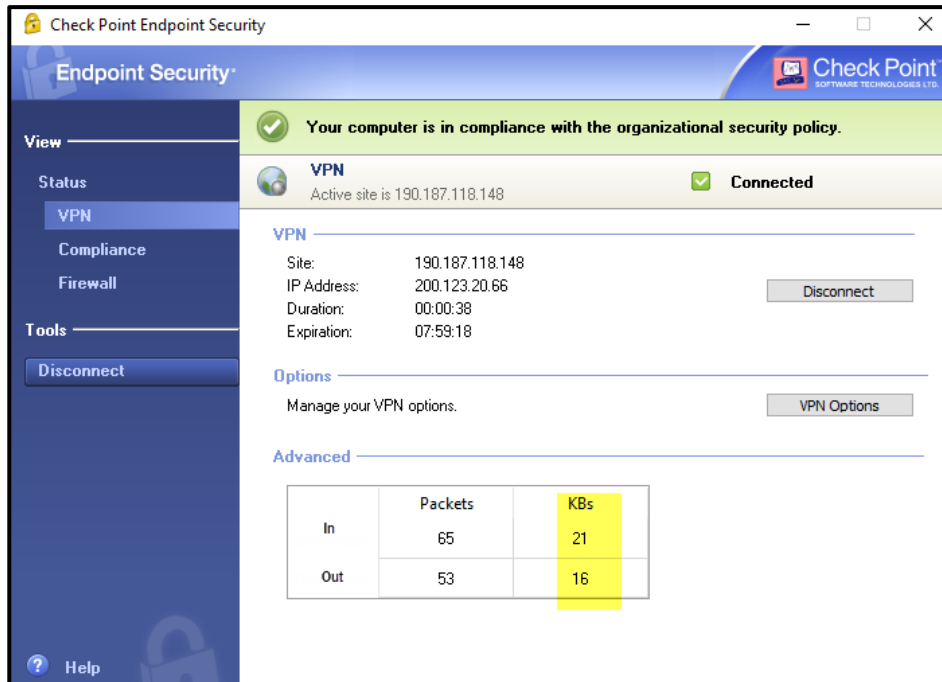 Check Point Endpoint Security
Endpoint Security
Check Point
SOFTWARE TECHNOLOGIES LTD.
View
Status
VPN
Compliance
Firewall
Tools
Disconnect
Help
Your computer is in compliance with the organizational security policy.
VPN
Active site is 190.187.118.148
Connected
VPN
Site: 190.187.118.148
IP Address: 200.123.20.66
Duration: 00:00:38
Expiration: 07:59:18
Disconnect
Options
Manage your VPN options.
VPN Options
Advanced
Packets KBs
In 65 21
Out 53 16